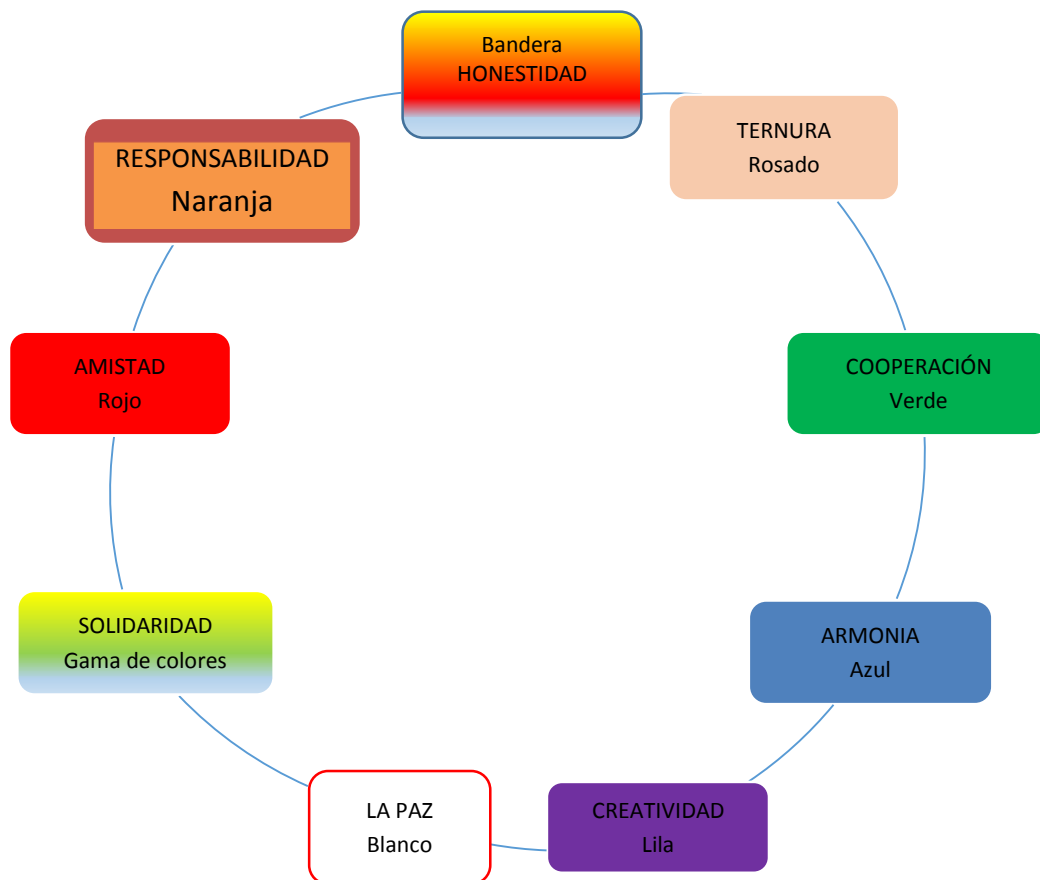 Bandera
HONESTIDAD
TERNURA
Rosado
COOPERACIÓN
Verde
ARMONIA
Azul
CREATIVIDAD
Lila
LA PAZ
Blanco
SOLIDARIDAD
Gama de colores
AMISTAD
Rojo
RESPONSABILIDAD
Naranja